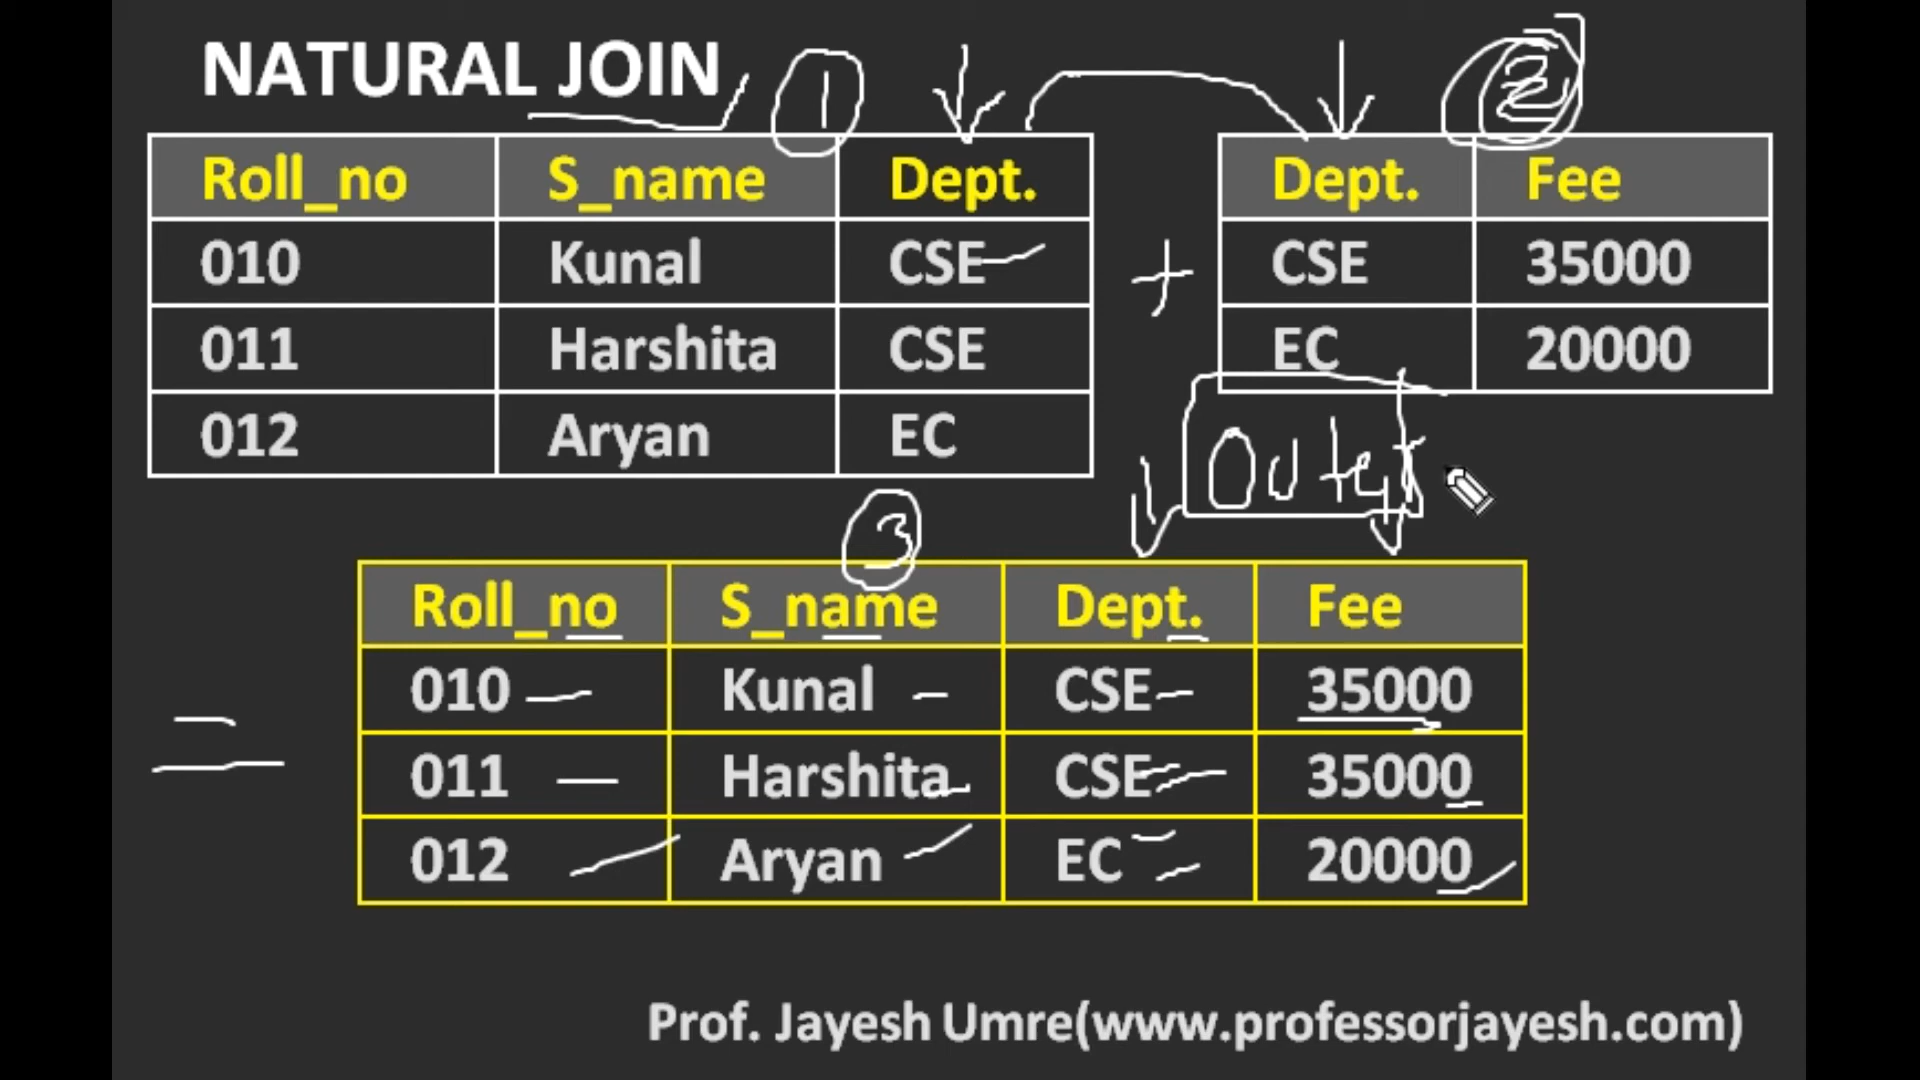 NATURAL JOIN 1 2
Roll_no S_name Dept. Dept. Fee
010 Kunal CSE + CSE 35000
011 Harshita CSE EC 20000
012 Aryan EC Outer
3
Roll_no S_name Dept. Fee
010 Kunal CSE 35000
= 011 Harshita CSE 35000
012 Aryan EC 20000
Prof. Jayesh Umre(www.professorjayesh.com)